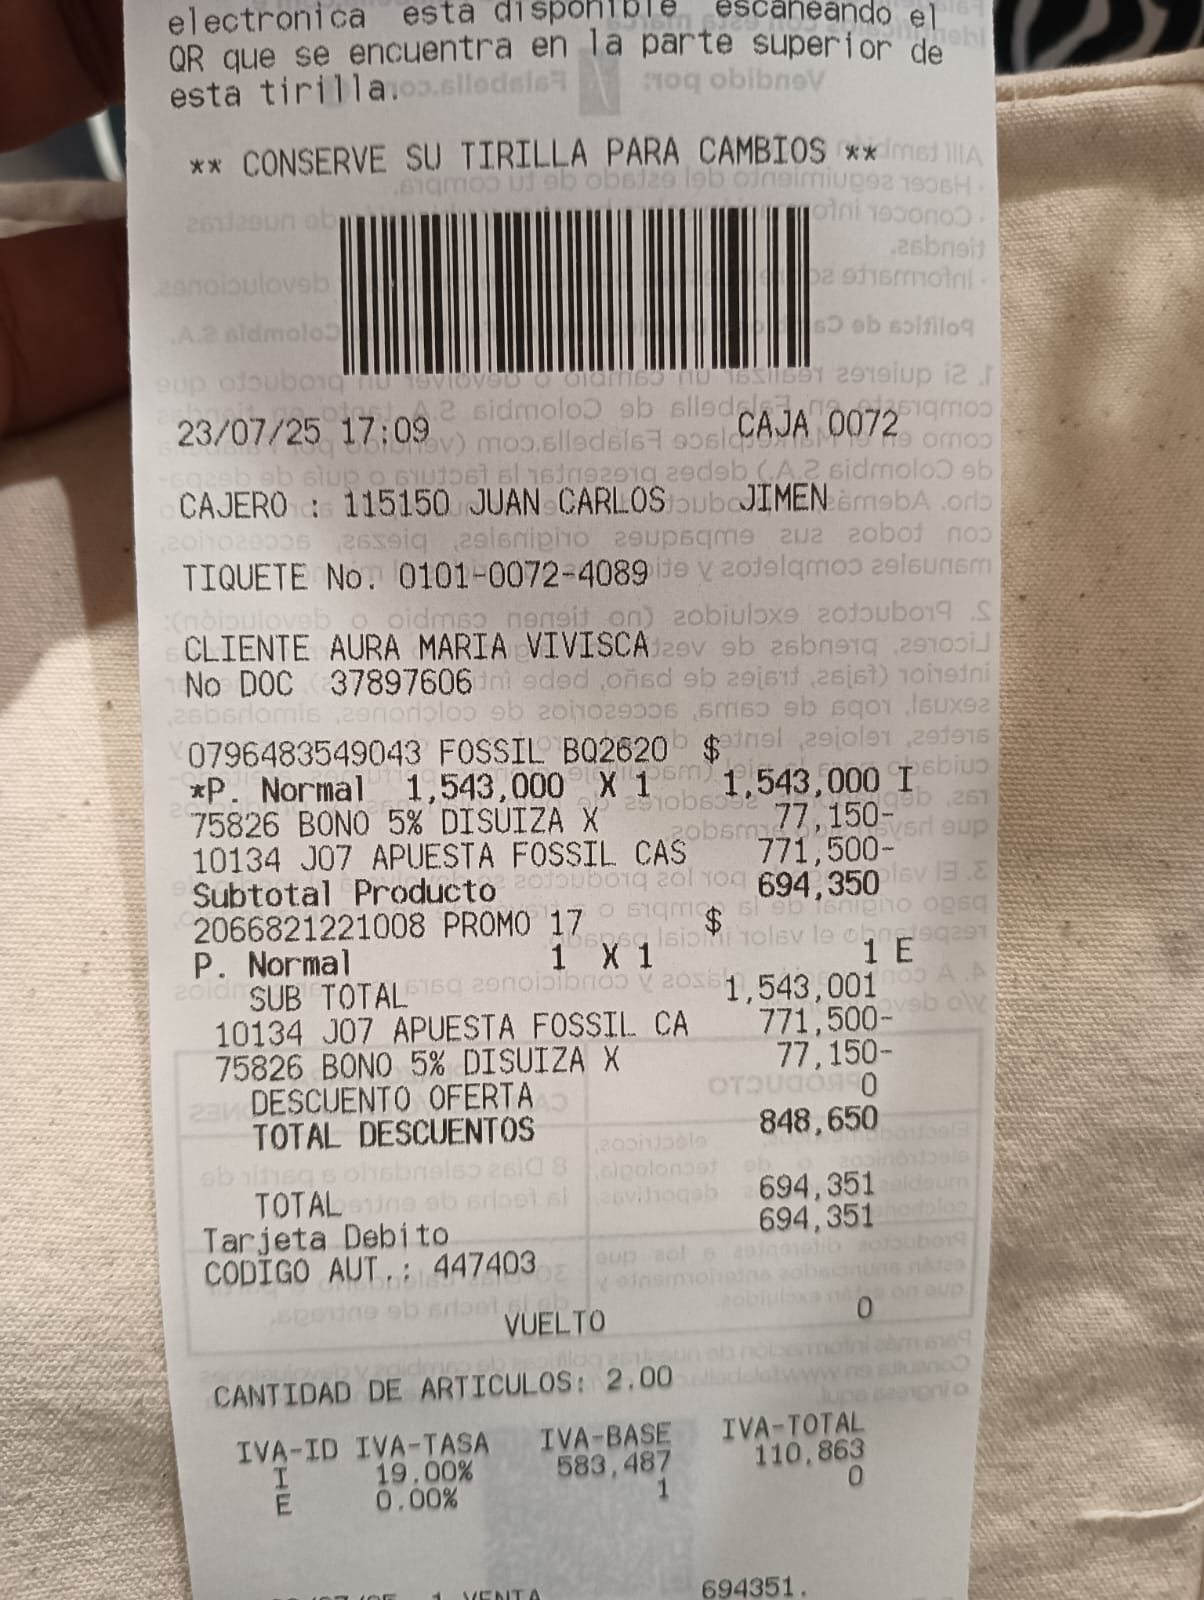 electronica esta disponible escaneando el
QR que se encuentra en la parte superior de
esta tirilla.
** CONSERVE SU TIRILLA PARA CAMBIOS **
23/07/25 17:09 CAJA 0072
CAJERO : 115150 JUAN CARLOS JIMEN
TIQUETE No. 0101-0072-4089
CLIENTE AURA MARIA VIVISCA
No DOC 37897606
0796483549043 FOSSIL BQ2620 $
*P. Normal 1,543,000 X 1 1,543,000 I
75826 BONO 5% DISUIZA X 77,150-
10134 J07 APUESTA FOSSIL CAS 771,500-
Subtotal Producto 694,350
2066821221008 PROMO 17 $
P. Normal 1 X 1 1 E
SUB TOTAL 1,543,001
10134 J07 APUESTA FOSSIL CA 771,500-
75826 BONO 5% DISUIZA X 77,150-
DESCUENTO OFERTA 0
TOTAL DESCUENTOS 848,650
TOTAL 694,351
Tarjeta Debito 694,351
CODIGO AUT.: 447403
VUELTO 0
CANTIDAD DE ARTICULOS: 2.00
IVA-ID IVA-TASA IVA-BASE IVA-TOTAL
I 19.00% 583,487 110,863
E 0.00% 1 0
1 VENTA 694351.